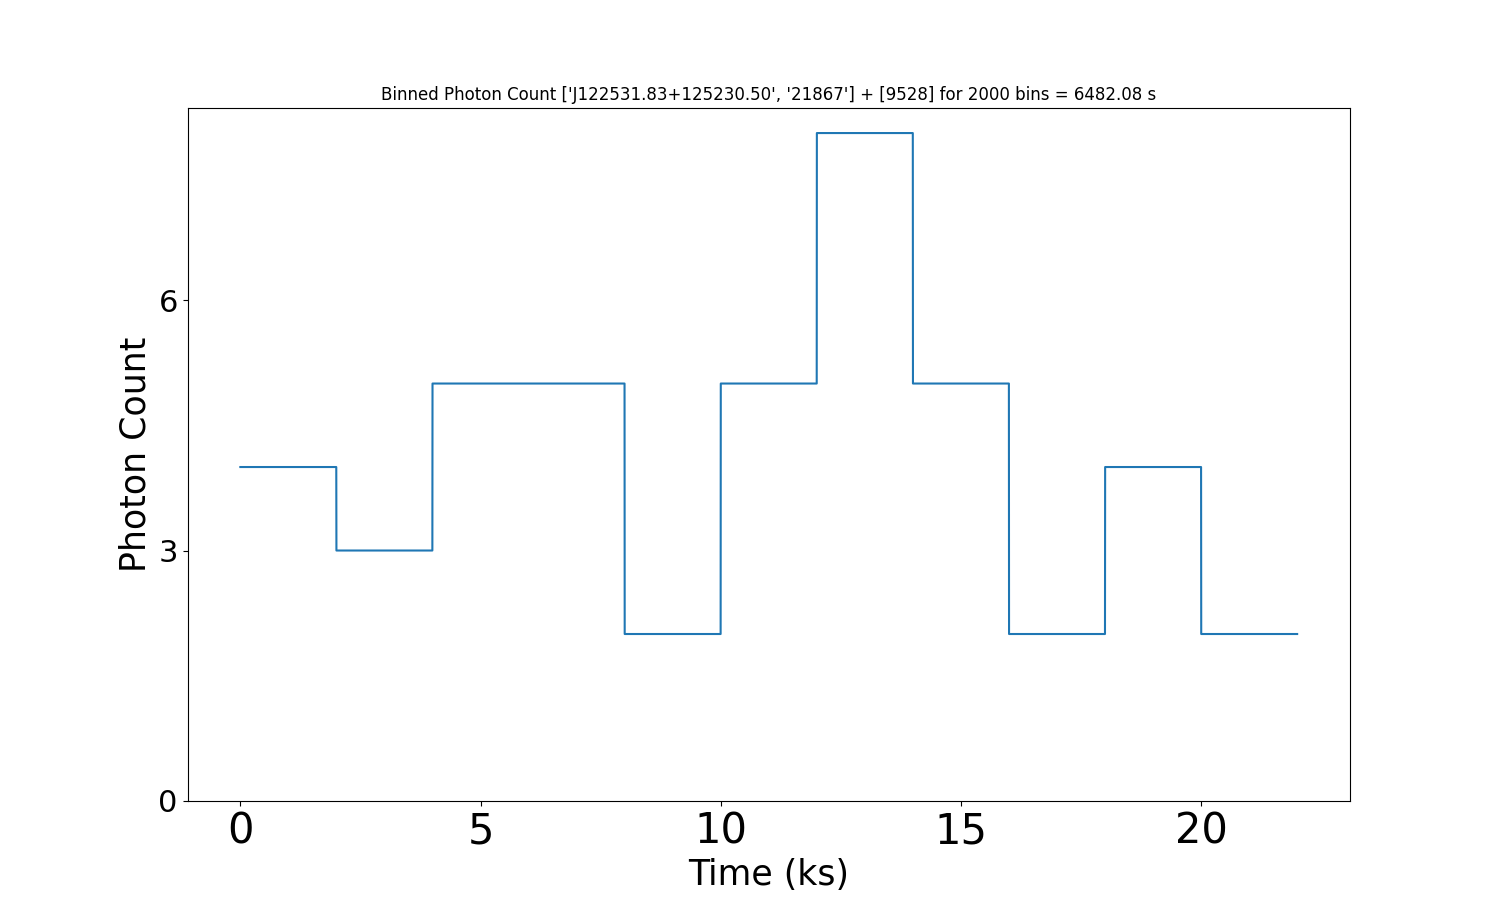 Binned Photon Count ['J122531.83+125230.50', '21867'] + [9528] for 2000 bins = 6482.08 s
Photon Count
6
3
0
0 5 10 15 20
Time (ks)